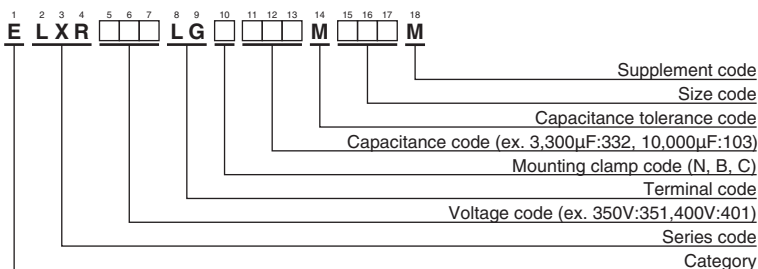 1 2 3 4 5 6 7 8 9 10 11 12 13 14 15 16 17 18
E LXR □□□ LG □ □□□ M □□□ M
Supplement code
Size code
Capacitance tolerance code
Capacitance code (ex. 3,300µF:332, 10,000µF:103)
Mounting clamp code (N, B, C)
Terminal code
Voltage code (ex. 350V:351,400V:401)
Series code
Category